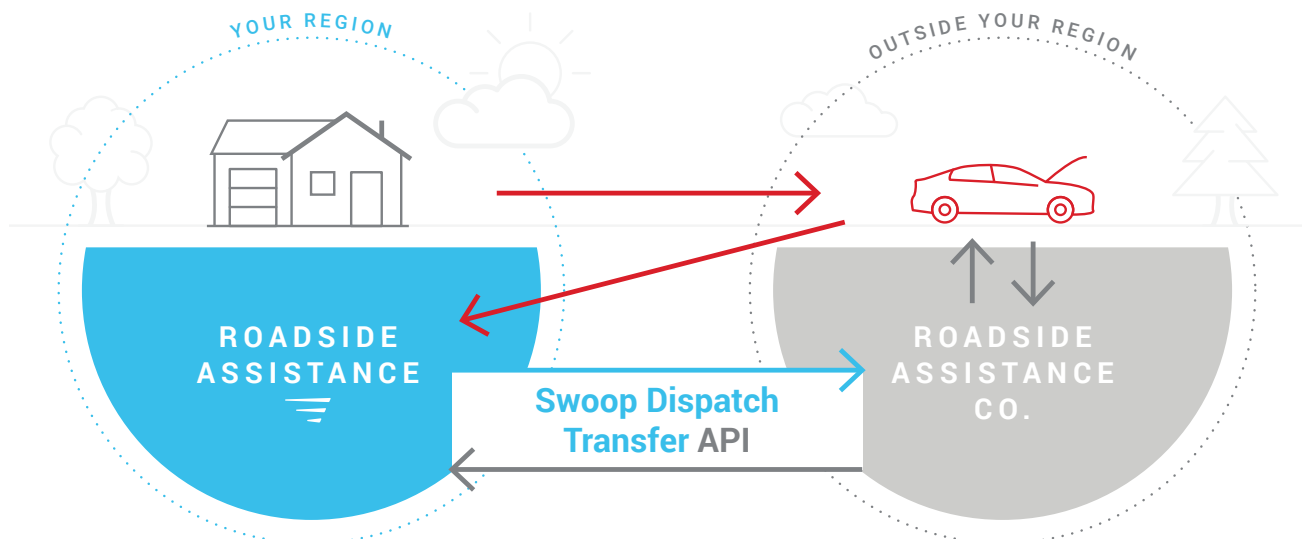 YOUR REGION
OUTSIDE YOUR REGION
ROADSIDE
ASSISTANCE
Swoop Dispatch
Transfer API
ROADSIDE
ASSISTANCE
CO.